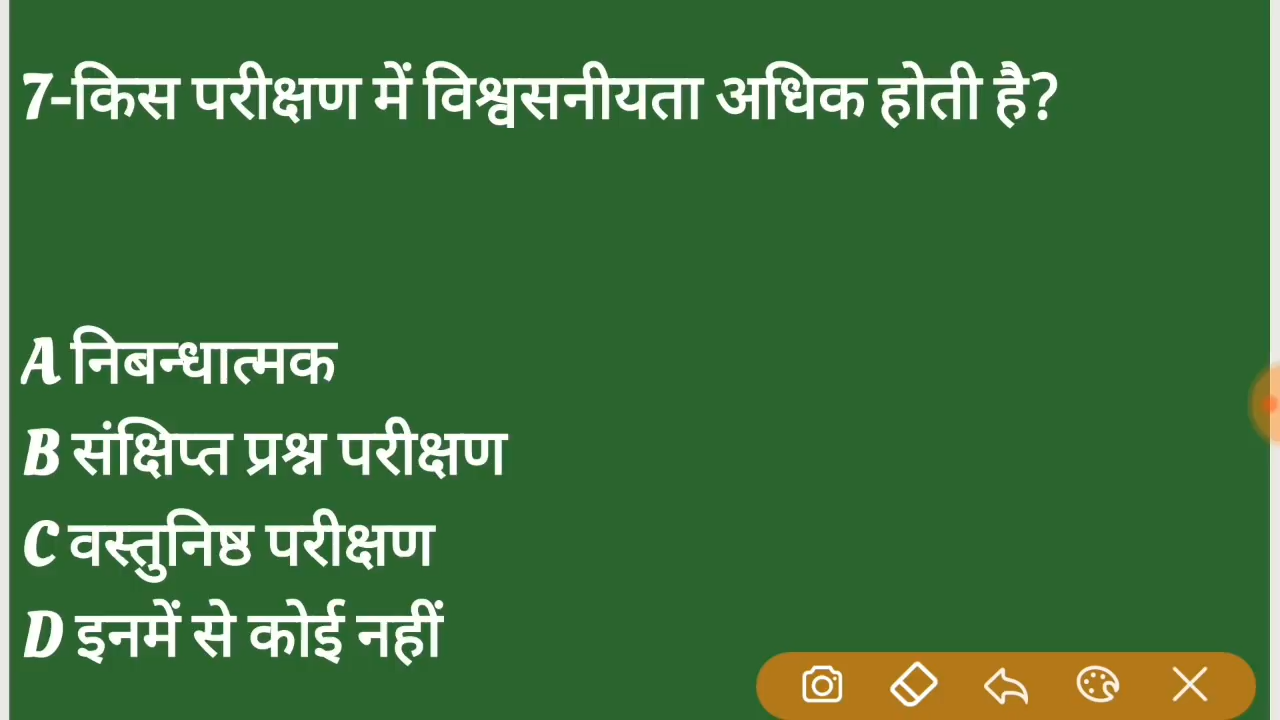 7-किस परीक्षण में विश्वसनीयता अधिक होती है?
A निबन्धात्मक
B संक्षिप्त प्रश्न परीक्षण
C वस्तुनिष्ठ परीक्षण
D इनमें से कोई नहीं